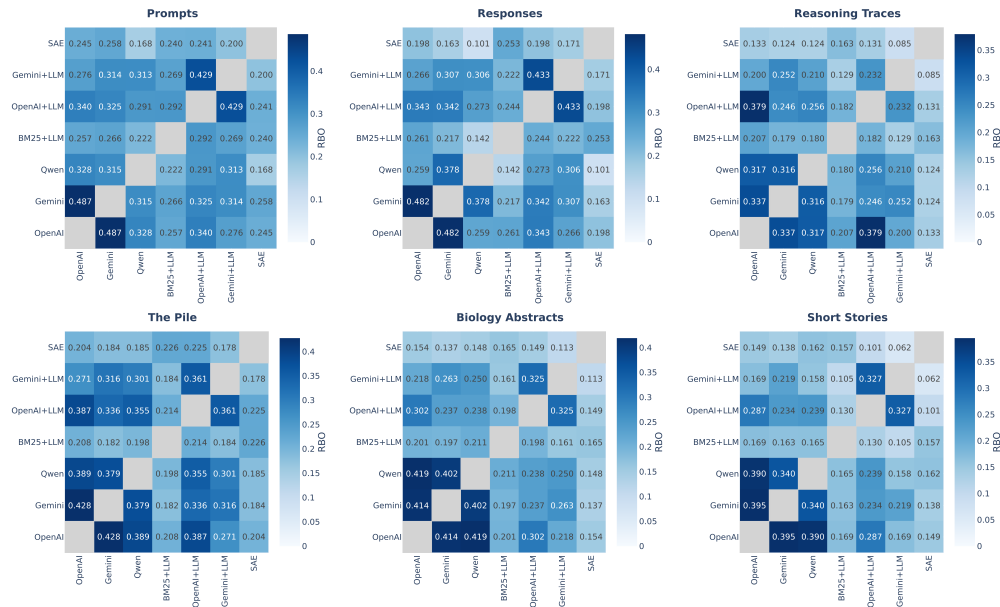 Prompts
SAE 0.245 0.258 0.168 0.240 0.241 0.200
Gemini+LLM 0.276 0.314 0.313 0.269 0.429 0.200
OpenAI+LLM 0.340 0.325 0.291 0.292 0.429 0.241
BM25+LLM 0.257 0.266 0.222 0.292 0.269 0.240
Qwen 0.328 0.315 0.222 0.291 0.313 0.168
Gemini 0.487 0.315 0.266 0.325 0.314 0.258
OpenAI 0.487 0.328 0.257 0.340 0.276 0.245
OpenAI Gemini Qwen BM25+LLM OpenAI+LLM Gemini+LLM SAE
0.4
0.3
0.2
0.1
0
RBO
Responses
SAE 0.198 0.163 0.101 0.253 0.198 0.171
Gemini+LLM 0.266 0.307 0.306 0.222 0.433 0.171
OpenAI+LLM 0.343 0.342 0.273 0.244 0.433 0.198
BM25+LLM 0.261 0.217 0.142 0.244 0.222 0.253
Qwen 0.259 0.378 0.142 0.273 0.306 0.101
Gemini 0.482 0.378 0.217 0.342 0.307 0.163
OpenAI 0.482 0.259 0.261 0.343 0.266 0.198
OpenAI Gemini Qwen BM25+LLM OpenAI+LLM Gemini+LLM SAE
0.4
0.3
0.2
0.1
0
RBO
Reasoning Traces
SAE 0.133 0.124 0.124 0.163 0.131 0.085
Gemini+LLM 0.200 0.252 0.210 0.129 0.232 0.085
OpenAI+LLM 0.379 0.246 0.256 0.182 0.232 0.131
BM25+LLM 0.207 0.179 0.180 0.182 0.129 0.163
Qwen 0.317 0.316 0.180 0.256 0.210 0.124
Gemini 0.337 0.316 0.179 0.246 0.252 0.124
OpenAI 0.337 0.317 0.207 0.379 0.200 0.133
OpenAI Gemini Qwen BM25+LLM OpenAI+LLM Gemini+LLM SAE
0.35
0.3
0.25
0.2
0.15
0.1
0.05
0
RBO
The Pile
SAE 0.204 0.184 0.185 0.226 0.225 0.178
Gemini+LLM 0.271 0.316 0.301 0.184 0.361 0.178
OpenAI+LLM 0.387 0.336 0.355 0.214 0.361 0.225
BM25+LLM 0.208 0.182 0.198 0.214 0.184 0.226
Qwen 0.389 0.379 0.198 0.355 0.301 0.185
Gemini 0.428 0.379 0.182 0.336 0.316 0.184
OpenAI 0.428 0.389 0.208 0.387 0.271 0.204
OpenAI Gemini Qwen BM25+LLM OpenAI+LLM Gemini+LLM SAE
0.4
0.35
0.3
0.25
0.2
0.15
0.1
0.05
0
RBO
Biology Abstracts
SAE 0.154 0.137 0.148 0.165 0.149 0.113
Gemini+LLM 0.218 0.263 0.250 0.161 0.325 0.113
OpenAI+LLM 0.302 0.237 0.238 0.198 0.325 0.149
BM25+LLM 0.201 0.197 0.211 0.198 0.161 0.165
Qwen 0.419 0.402 0.211 0.238 0.250 0.148
Gemini 0.414 0.402 0.197 0.237 0.263 0.137
OpenAI 0.414 0.419 0.201 0.302 0.218 0.154
OpenAI Gemini Qwen BM25+LLM OpenAI+LLM Gemini+LLM SAE
0.4
0.35
0.3
0.25
0.2
0.15
0.1
0.05
0
RBO
Short Stories
SAE 0.149 0.138 0.162 0.157 0.101 0.062
Gemini+LLM 0.169 0.219 0.158 0.105 0.327 0.062
OpenAI+LLM 0.287 0.234 0.239 0.130 0.327 0.101
BM25+LLM 0.169 0.163 0.165 0.130 0.105 0.157
Qwen 0.390 0.340 0.165 0.239 0.158 0.162
Gemini 0.395 0.340 0.163 0.234 0.219 0.138
OpenAI 0.395 0.390 0.169 0.287 0.169 0.149
OpenAI Gemini Qwen BM25+LLM OpenAI+LLM Gemini+LLM SAE
0.35
0.3
0.25
0.2
0.15
0.1
0.05
0
RBO